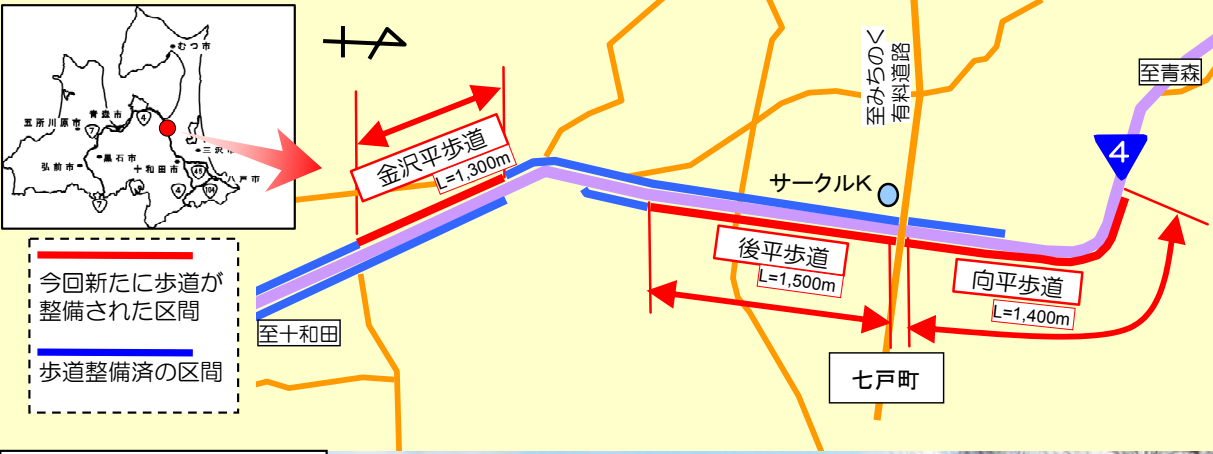 むつ市
青森市
4
五所川原市
7
三沢市
黒石市
弘前市
十和田市
45
八戸市
4
104
7
今回新たに歩道が
整備された区間
歩道整備済の区間
金沢平歩道
L=1,300m
至十和田
サークルK
至みちのく
有料道路
至青森
4
後平歩道
L=1,500m
向平歩道
L=1,400m
七戸町